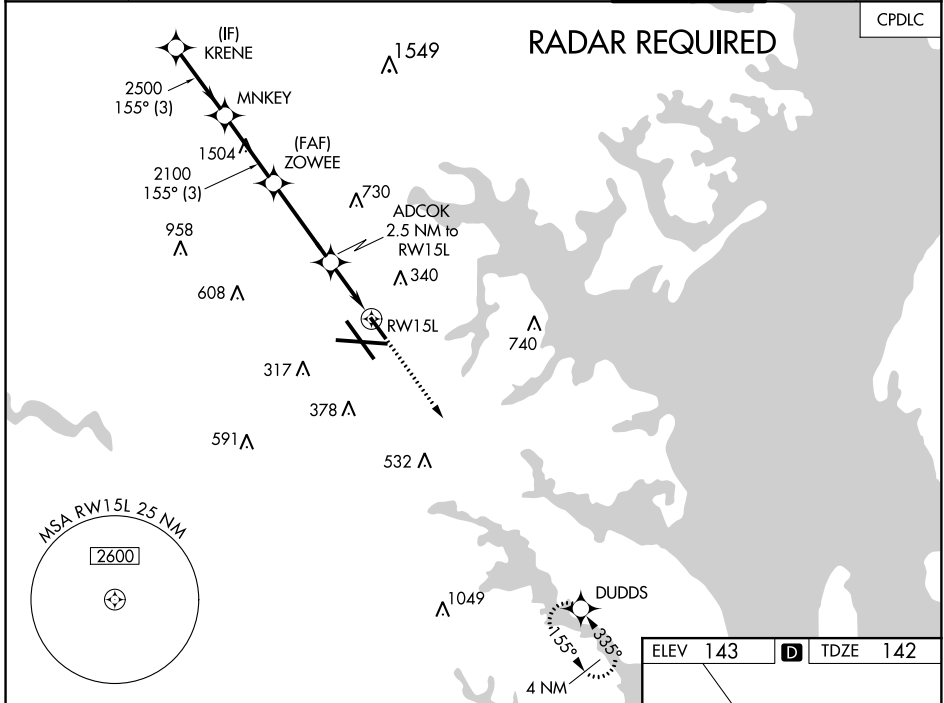 CPDLC
RADAR REQUIRED
(IF)
KRENE
1549
2500
155° (3)
MNKEY
1504
(FAF)
ZOWEE
2100
155° (3)
730
ADCOK
2.5 NM to
RW15L
958
340
608
RW15L
740
317
378
591
532
MSA RW15L 25 NM
2600
1049
DUDDS
155°
335°
4 NM
ELEV 143
D
TDZE 142